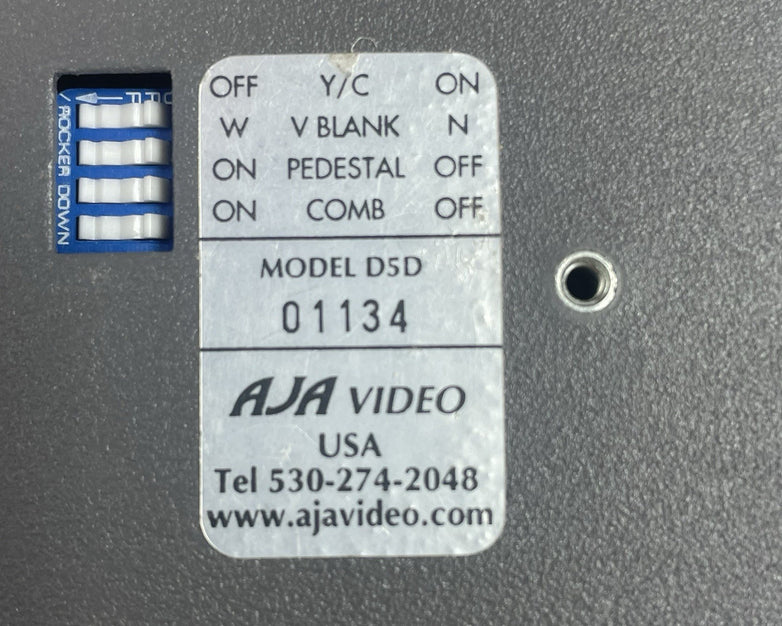 OFF Y/C ON
W V BLANK N
ON PEDESTAL OFF
ON COMB OFF
MODEL D5D
01134
AJA VIDEO
USA
Tel 530-274-2048
www.ajavideo.com
/ROCKER DOWN